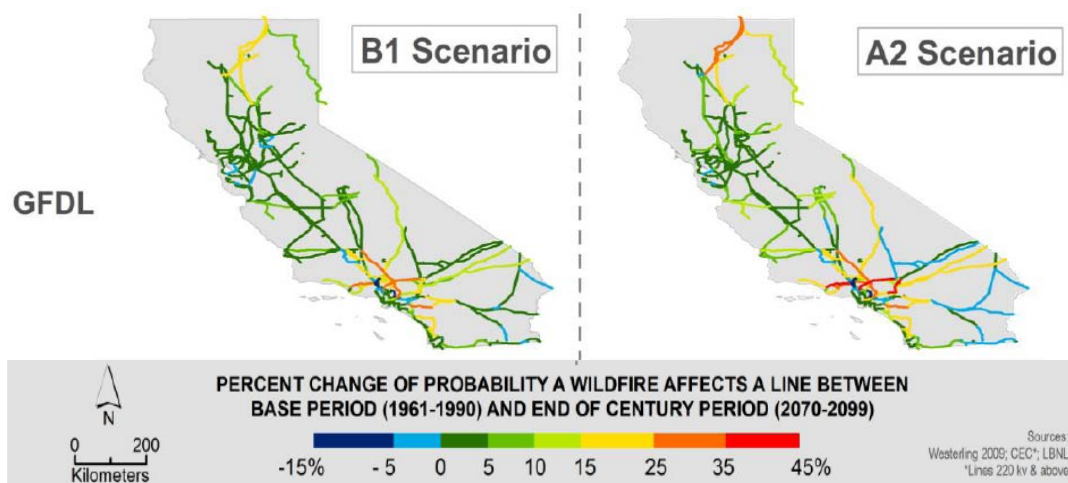 B1 Scenario
A2 Scenario
GFDL
N
0 200
Kilometers
PERCENT CHANGE OF PROBABILITY A WILDFIRE AFFECTS A LINE BETWEEN
BASE PERIOD (1961-1990) AND END OF CENTURY PERIOD (2070-2099)
-15% -5 0 5 10 15 25 35 45%
Sources:
Westerling 2009; CEC*; LBNL
*Lines 220 kv & above